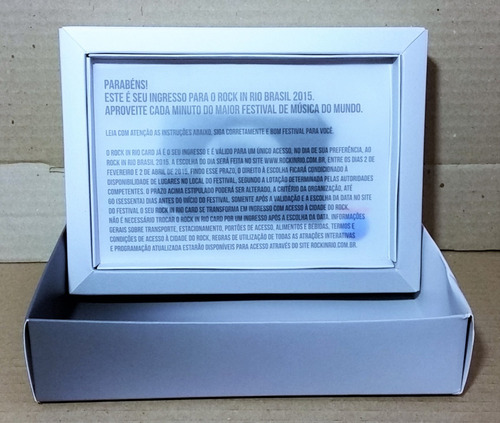 PARABÉNS!
ESTE É SEU INGRESSO PARA O ROCK IN RIO BRASIL 2015.
APROVEITE CADA MINUTO DO MAIOR FESTIVAL DE MÚSICA DO MUNDO.
LEIA COM ATENÇÃO AS INSTRUÇÕES ABAIXO, SIGA CORRETAMENTE E BOM FESTIVAL PARA VOCÊ.
O ROCK IN RIO CARD JÁ É O SEU INGRESSO E É VÁLIDO PARA UM ÚNICO ACESSO, NO DIA DE SUA PREFERÊNCIA, AO
ROCK IN RIO BRASIL 2015. A ESCOLHA DO DIA SERÁ FEITA NO SITE WWW.ROCKINRIO.COM.BR, ENTRE OS DIAS 2 DE
FEVEREIRO E 2 DE ABRIL DE 2015. FINDO ESSE PRAZO, O DIREITO À ESCOLHA FICARÁ CONDICIONADO À
DISPONIBILIDADE DE LUGARES NO LOCAL DO FESTIVAL, SEGUNDO A LOTAÇÃO DETERMINADA PELAS AUTORIDADES
COMPETENTES. O PRAZO ACIMA ESTIPULADO PODERÁ SER ALTERADO, A CRITÉRIO DA ORGANIZAÇÃO, ATÉ
60 (SESSENTA) DIAS ANTES DO INÍCIO DO FESTIVAL. SOMENTE APÓS A VALIDAÇÃO E A ESCOLHA DA DATA NO SITE
DO FESTIVAL O SEU ROCK IN RIO CARD SE TRANSFORMA EM INGRESSO COM ACESSO À CIDADE DO ROCK.
NÃO É NECESSÁRIO TROCAR O ROCK IN RIO CARD POR UM INGRESSO APÓS A ESCOLHA DA DATA. INFORMAÇÕES
GERAIS SOBRE TRANSPORTE, ESTACIONAMENTO, PORTÕES DE ACESSO, ALIMENTOS E BEBIDAS, TERMOS E
CONDIÇÕES DE ACESSO À CIDADE DO ROCK, REGRAS DE UTILIZAÇÃO DE TODAS AS ATRAÇÕES INTERATIVAS
E PROGRAMAÇÃO ATUALIZADA ESTARÃO DISPONÍVEIS PARA ACESSO ATRAVÉS DO SITE ROCKINRIO.COM.BR.